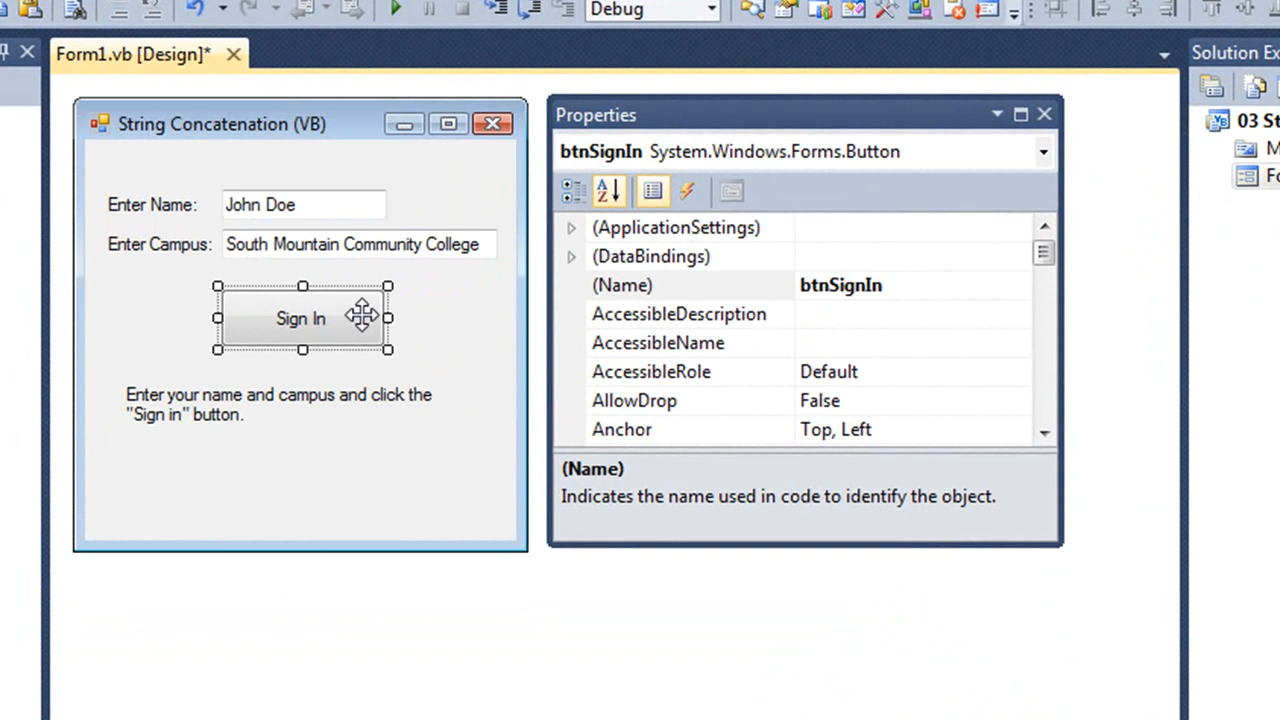 Debug
Form1.vb [Design]*
Solution Ex
String Concatenation (VB)
Enter Name: John Doe
Enter Campus: South Mountain Community College
Sign In
Enter your name and campus and click the
"Sign in" button.
Properties
btnSignIn System.Windows.Forms.Button
(ApplicationSettings)
(DataBindings)
(Name) btnSignIn
AccessibleDescription
AccessibleName
AccessibleRole Default
AllowDrop False
Anchor Top, Left
(Name)
Indicates the name used in code to identify the object.
03 St
M
Fo